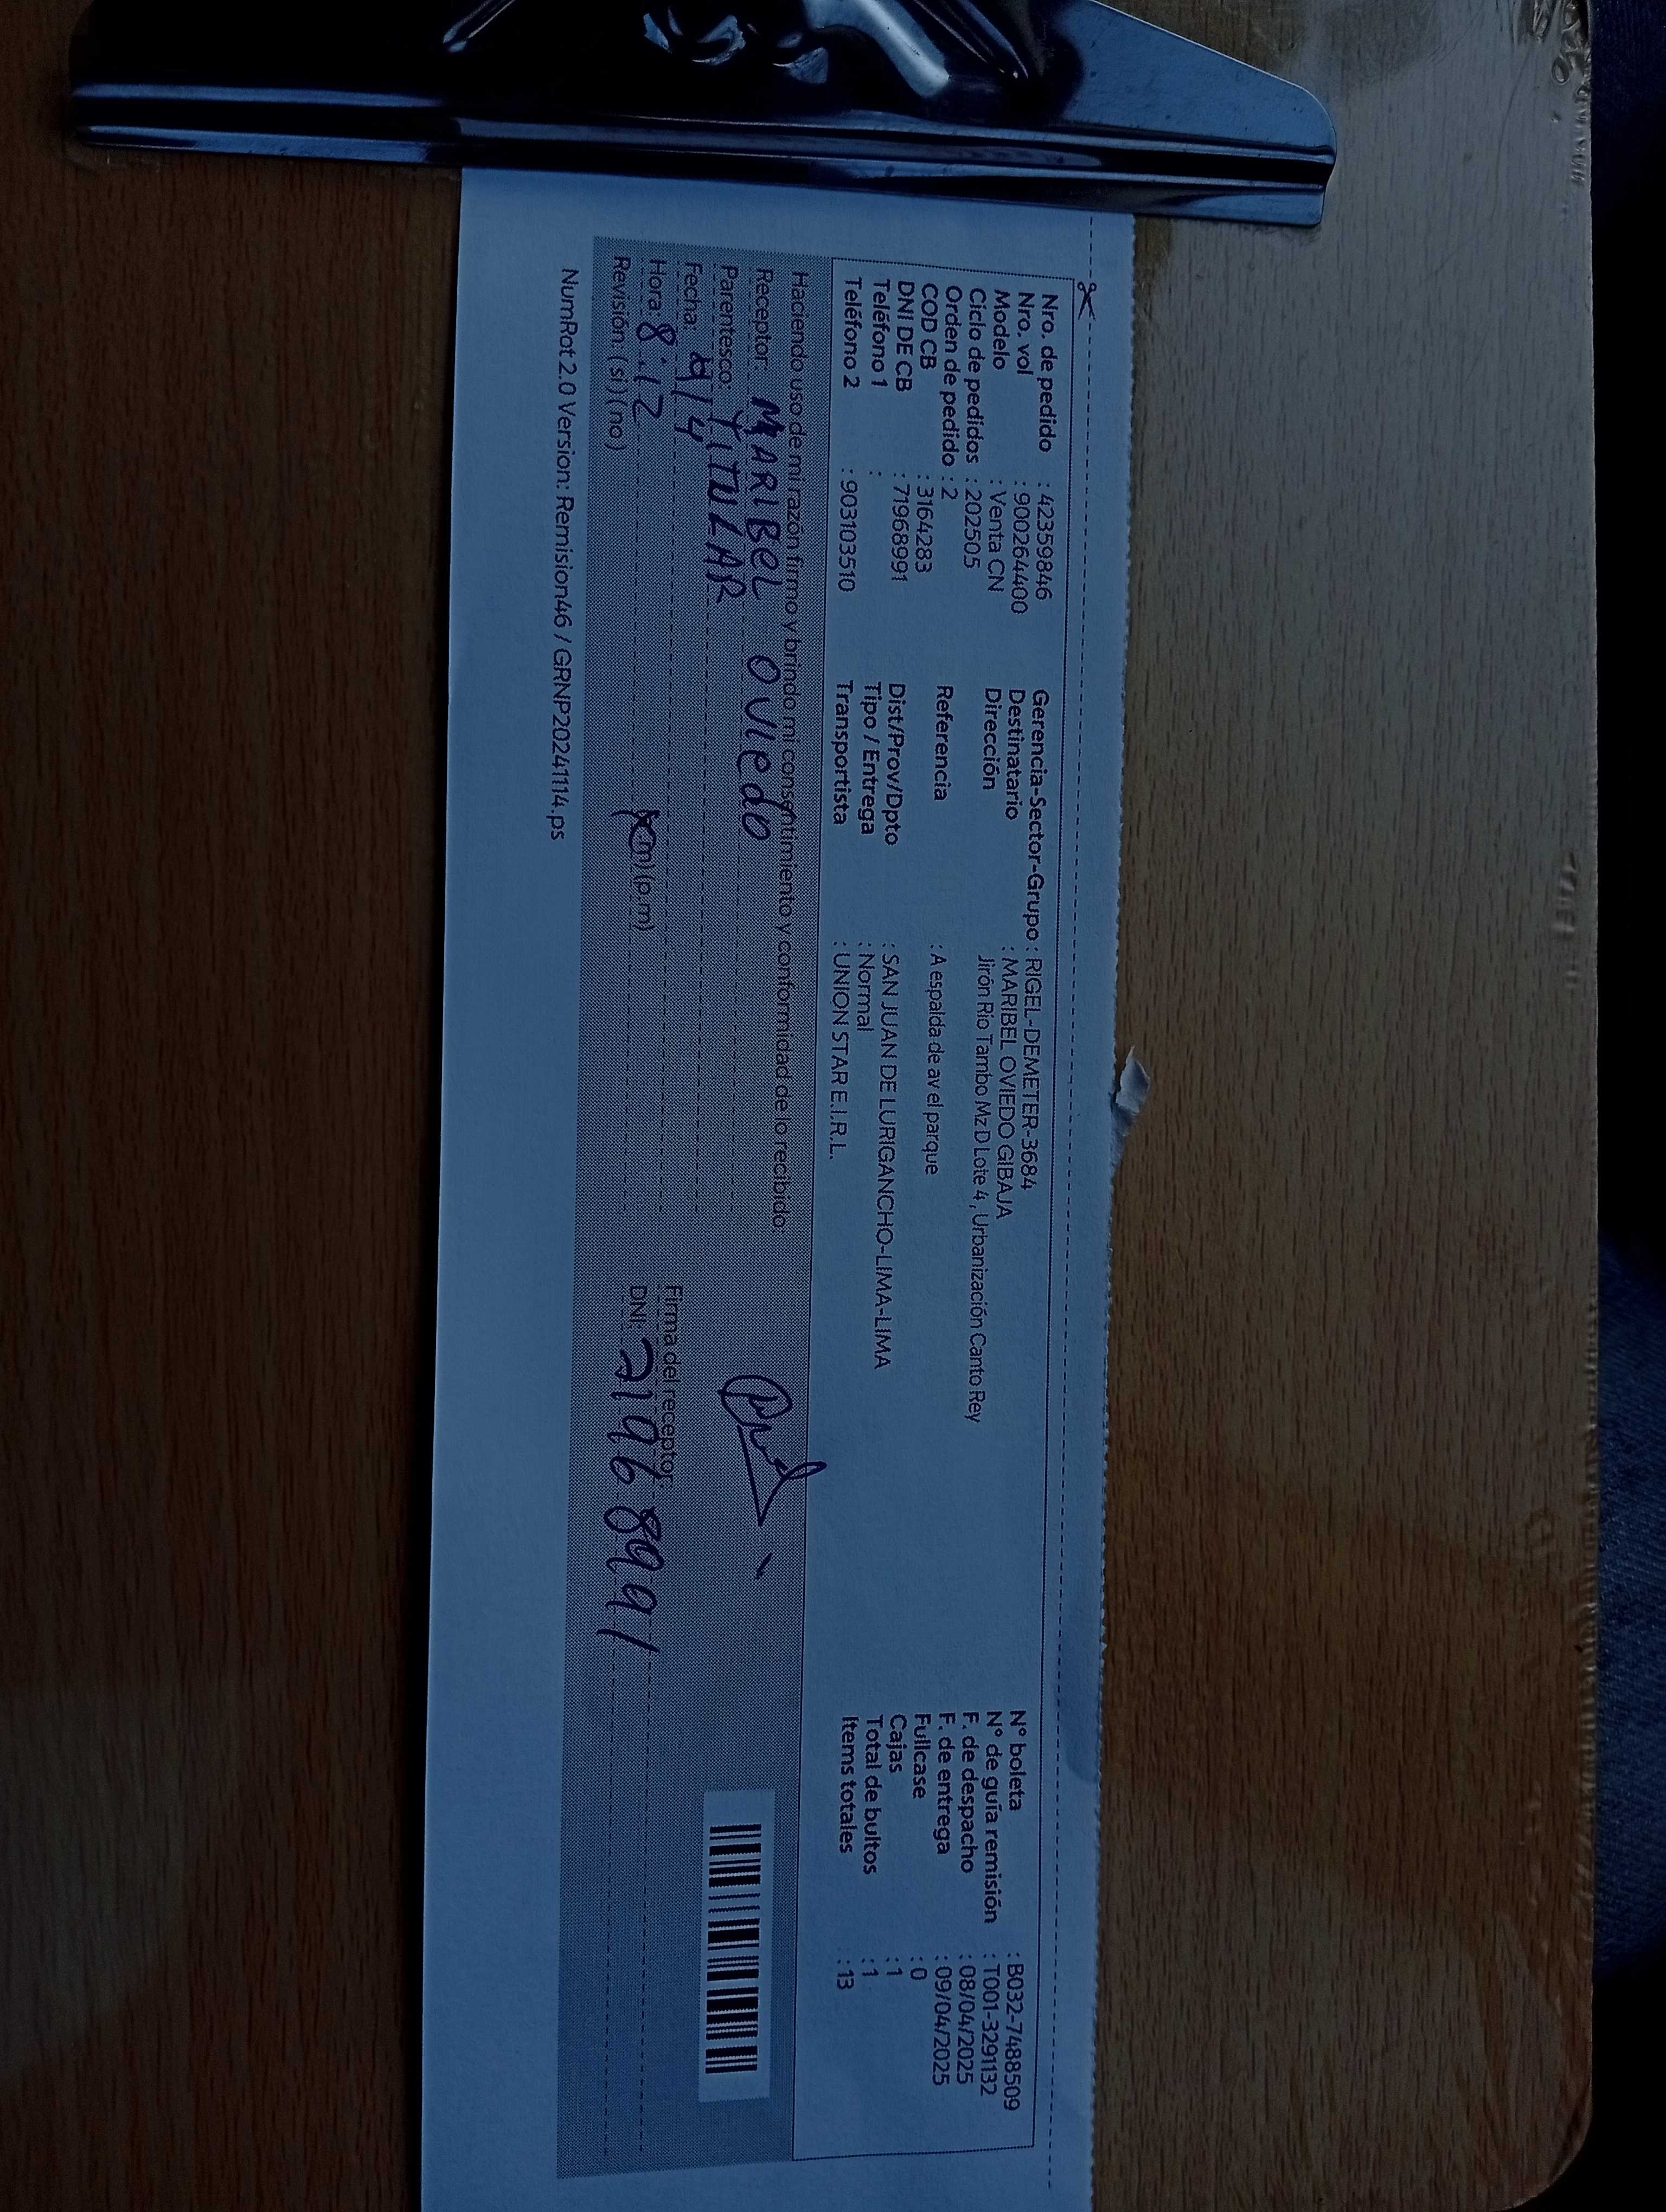 Nro. de pedido : 42359846
Nro. vol : 900264400
Modelo : Venta CN
Ciclo de pedidos : 202505
Orden de pedido : 2
COD CB : 3164283
DNI DE CB : 71968991
Teléfono 1 :
Teléfono 2 : 903103510
Gerencia-Sector-Grupo : RIGEL-DEMETER-3684
Destinatario : MARIBEL OVIEDO GIBAJA
Dirección Jirón Rio Tambo Mz D Lote 4 , Urbanización Canto Rey
Referencia : A espalda de av el parque
Dist/Prov/Dpto : SAN JUAN DE LURIGANCHO-LIMA-LIMA
Tipo / Entrega : Normal
Transportista : UNION STAR E.I.R.L.
N° boleta : B032-7488509
N° de guía remisión : T001-3291132
F. de despacho : 08/04/2025
F. de entrega : 09/04/2025
Fullcase : 0
Cajas : 1
Total de bultos : 1
Items totales : 13
Haciendo uso de mi razón firmo y brindo mi consentimiento y conformidad de lo recibido:
Receptor: MARIBEL OVIEDO
Parentesco: TITULAR
Fecha: 9/4
Hora: 8:12 (p.m)
Revisión: (si) (no)
Firma del receptor:
DNI: 71968991
NumRot 2.0 Version: Remision46 / GRNP20241114.ps